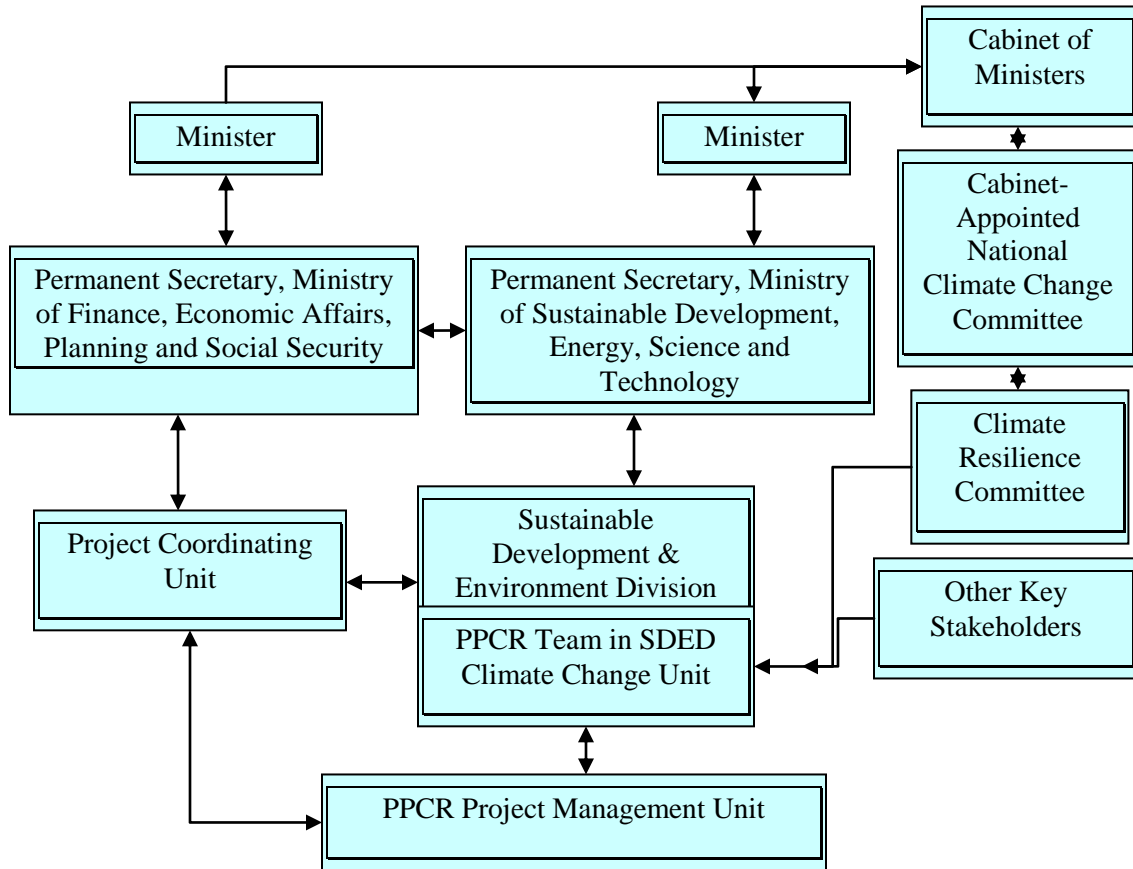 Cabinet of
Ministers
Minister
Minister
Cabinet-
Appointed
National
Climate Change
Committee
Permanent Secretary, Ministry
of Finance, Economic Affairs,
Planning and Social Security
Permanent Secretary, Ministry
of Sustainable Development,
Energy, Science and
Technology
Climate
Resilience
Committee
Project Coordinating
Unit
Sustainable
Development &
Environment Division
Other Key
Stakeholders
PPCR Team in SDED
Climate Change Unit
PPCR Project Management Unit